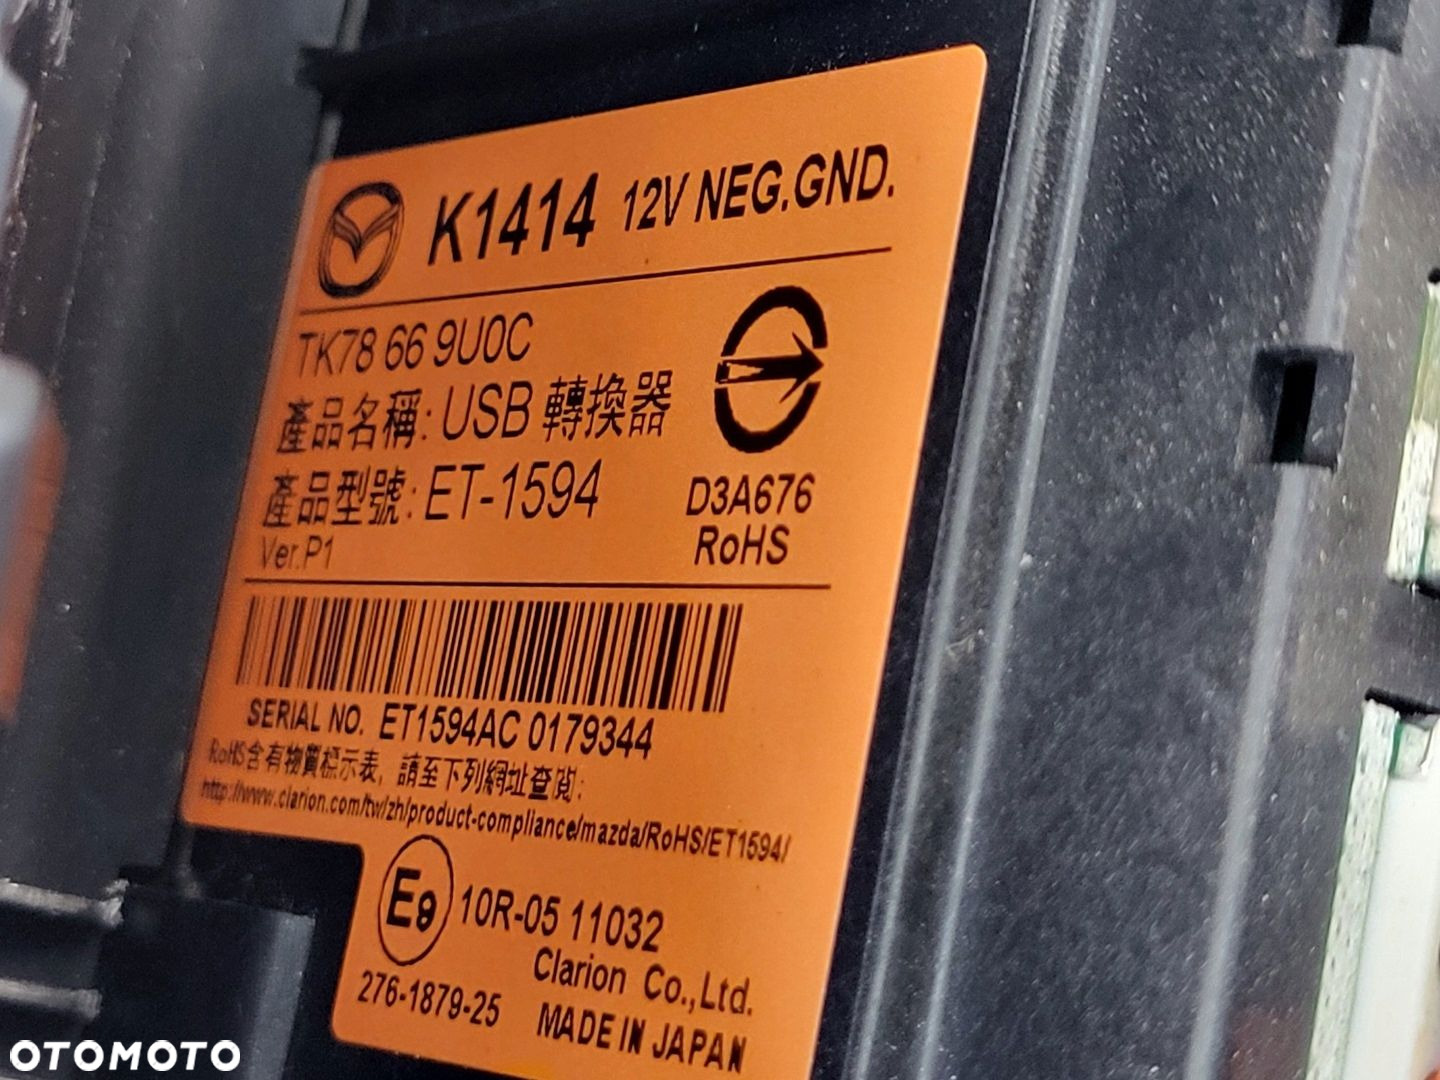 K1414 12V NEG.GND.
TK78 66 9U0C
產品名稱: USB 轉換器
產品型號: ET-1594
Ver.P1
D3A676
RoHS
SERIAL NO. ET1594AC 0179344
RoHS含有物質標示表, 請至下列網址查閱:
http://www.clarion.com/tw/zh/product-compliance/mazda/RoHS/ET1594/
E9 10R-05 11032
Clarion Co.,Ltd.
276-1879-25
MADE IN JAPAN
OTOMOTO